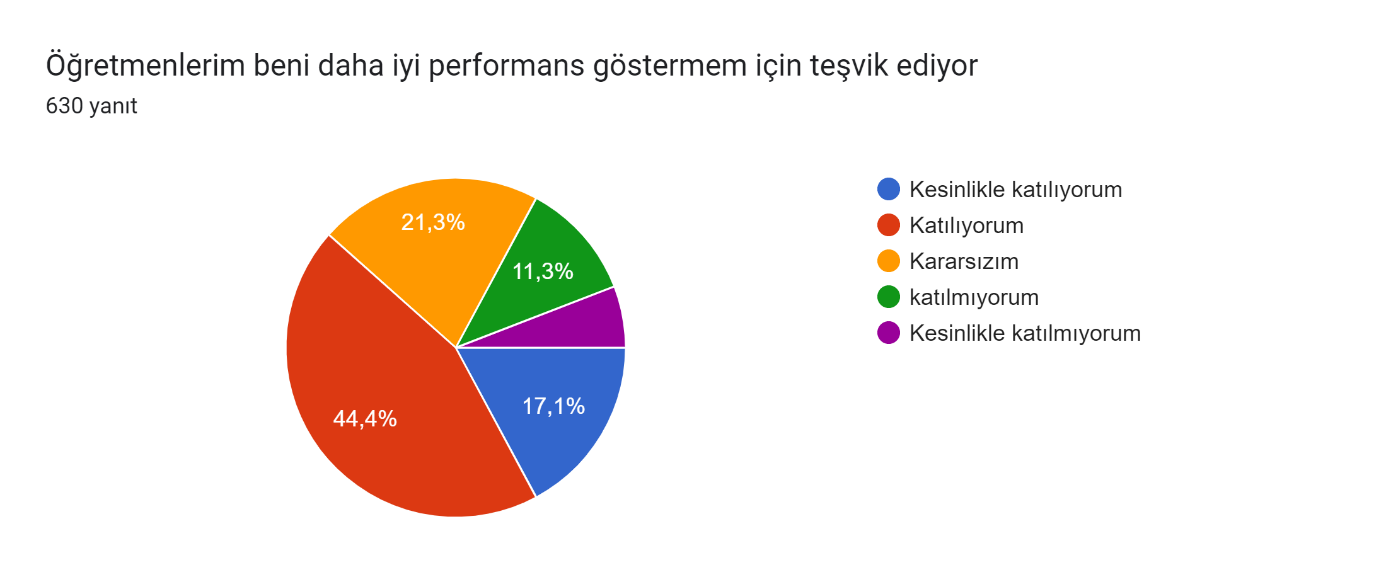 Öğretmenlerim beni daha iyi performans göstermem için teşvik ediyor
630 yanıt
21,3%
11,3%
17,1%
44,4%
Kesinlikle katılıyorum
Katılıyorum
Kararsızım
katılmıyorum
Kesinlikle katılmıyorum